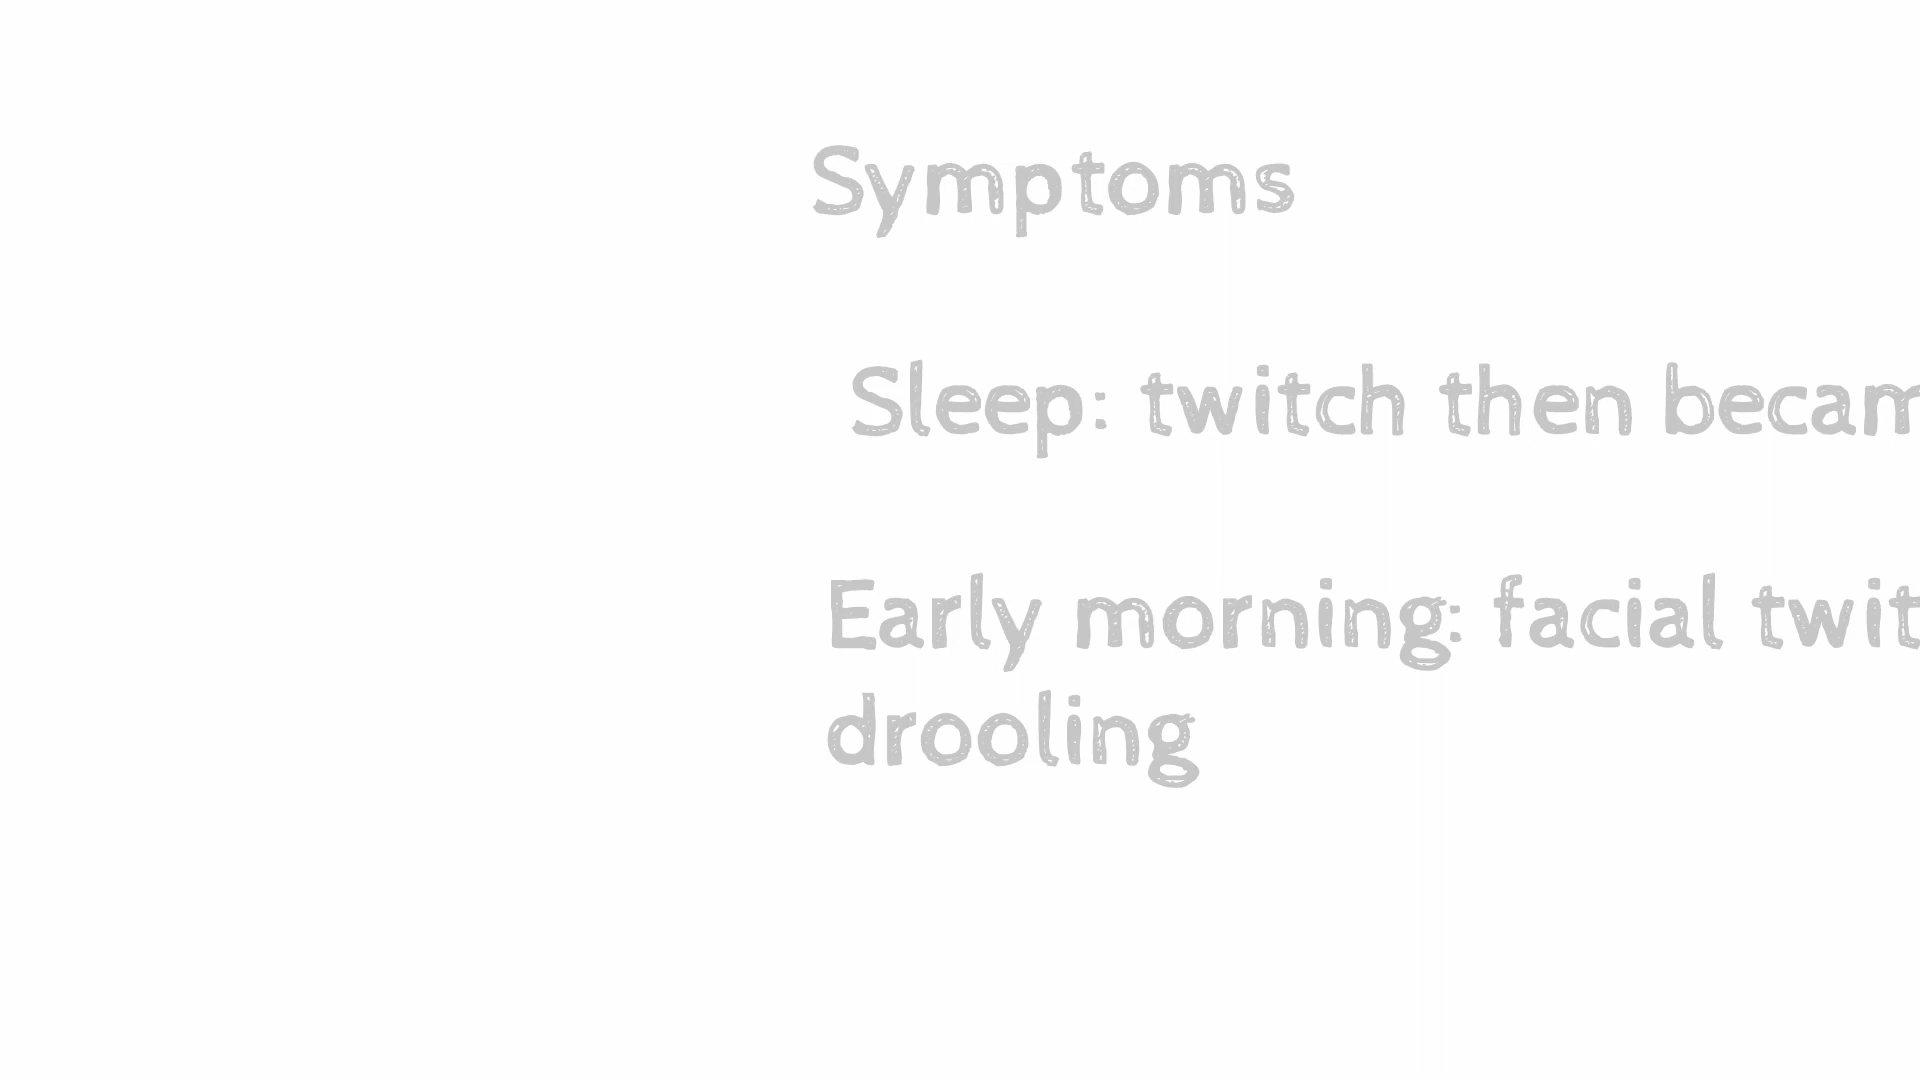 Symptoms
Sleep: twitch then becam
Early morning: facial twit
drooling